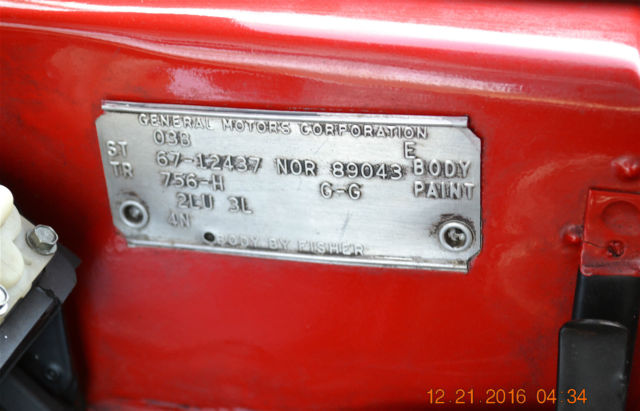 GENERAL MOTORS CORPORATION
03B E
ST 67-12437 NOR 89043 BODY
TR 756-H G-G PAINT
2LU 3L
4N
BODY BY FISHER
12.21.2016 04:34